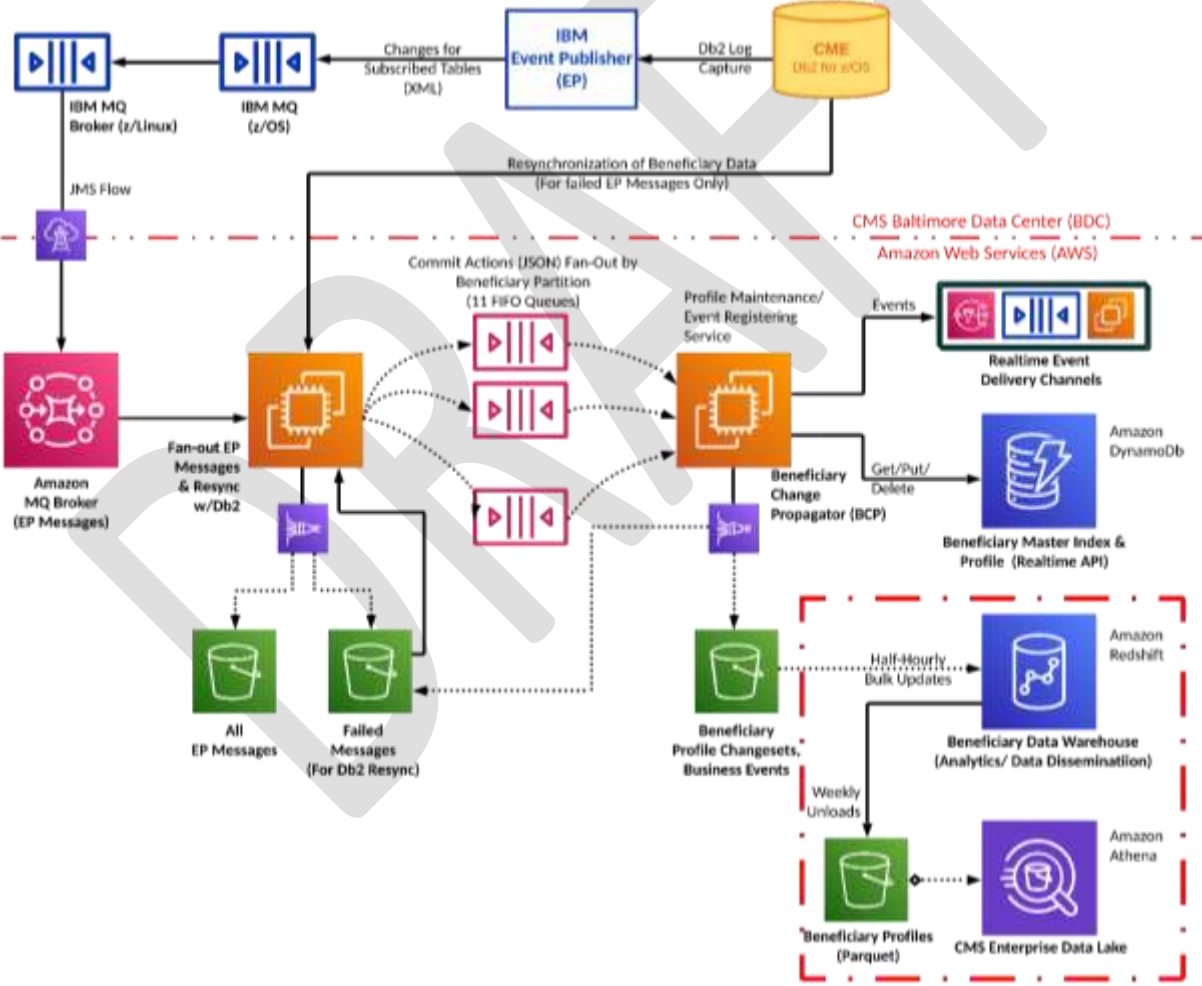 IBM
Event Publisher
(EP)
CME
Db2 for z/OS
Db2 Log
Capture
Changes for
Subscribed Tables
(XML)
IBM MQ
Broker (z/Linux)
IBM MQ
(z/OS)
Resynchronization of Beneficiary Data
(For failed EP Messages Only)
JMS Flow
CMS Baltimore Data Center (BDC)
Amazon Web Services (AWS)
Commit Actions (JSON) Fan-Out by
Beneficiary Partition
(11 FIFO Queues)
Profile Maintenance/
Event Registering
Service
Events
Realtime Event
Delivery Channels
Amazon
MQ Broker
(EP Messages)
Fan-out EP
Messages
& Resync
w/Db2
Beneficiary
Change
Propagator (BCP)
Get/Put/
Delete
Amazon
DynamoDb
Beneficiary Master Index &
Profile (Realtime API)
All
EP Messages
Failed
Messages
(For Db2 Resync)
Beneficiary
Profile Changesets,
Business Events
Half-Hourly
Bulk Updates
Amazon
Redshift
Beneficiary Data Warehouse
(Analytics/ Data Disseminatiion)
Weekly
Unloads
Amazon
Athena
Beneficiary Profiles
(Parquet)
CMS Enterprise Data Lake
DRAFT